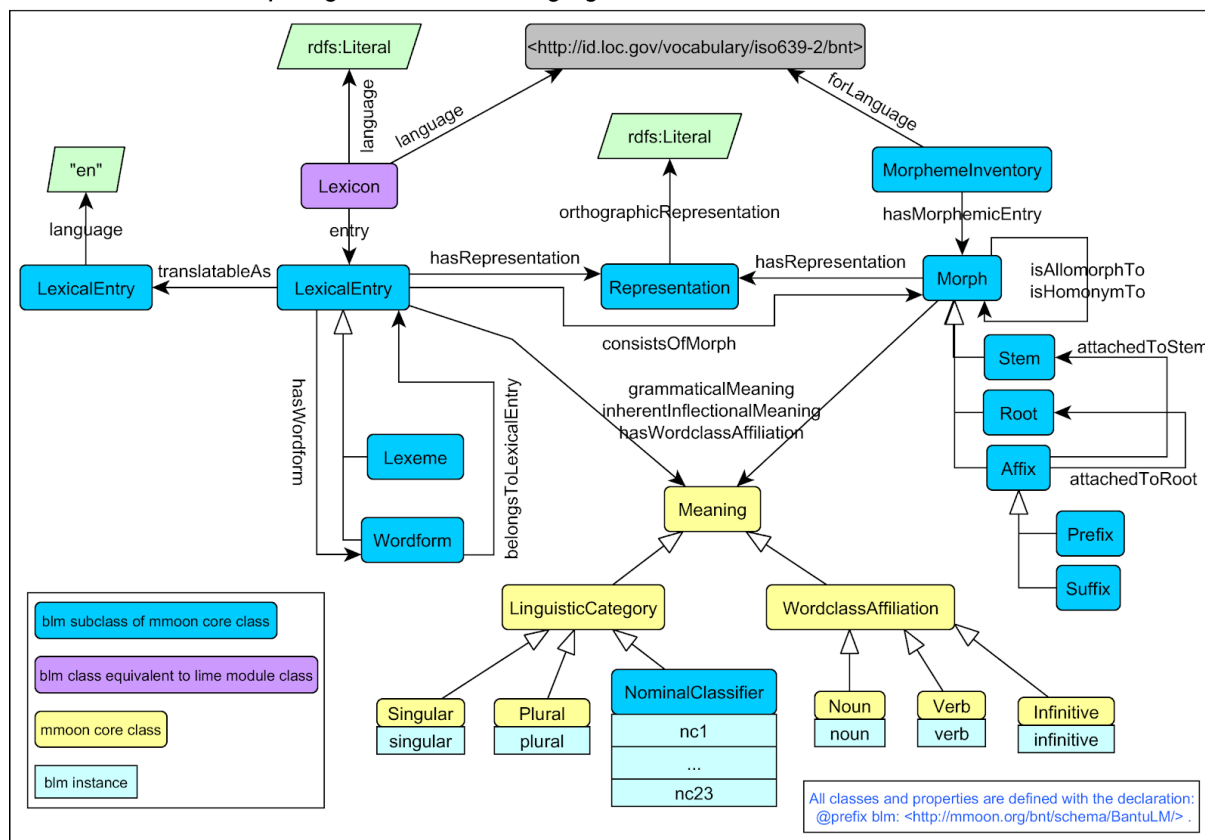 rdfs:Literal
<http://id.loc.gov/vocabulary/iso639-2/bnt>
language
language
forLanguage
rdfs:Literal
"en"
Lexicon
MorphemeInventory
language
entry
orthographicRepresentation
hasMorphemicEntry
LexicalEntry
translatableAs
LexicalEntry
hasRepresentation
Representation
hasRepresentation
Morph
isAllomorphTo
isHomonymTo
consistsOfMorph
Stem
attachedToStem
hasWordform
belongsToLexicalEntry
grammaticalMeaning
inherentInflectionalMeaning
hasWordclassAffiliation
Root
Lexeme
Affix
attachedToRoot
Meaning
Wordform
Prefix
Suffix
LinguisticCategory
WordclassAffiliation
blm subclass of mmoon core class
blm class equivalent to lime module class
mmoon core class
blm instance
Singular
singular
Plural
plural
NominalClassifier
nc1
...
nc23
Noun
noun
Verb
verb
Infinitive
infinitive
All classes and properties are defined with the declaration:
@prefix blm: <http://mmoon.org/bnt/schema/BantuLM/> .